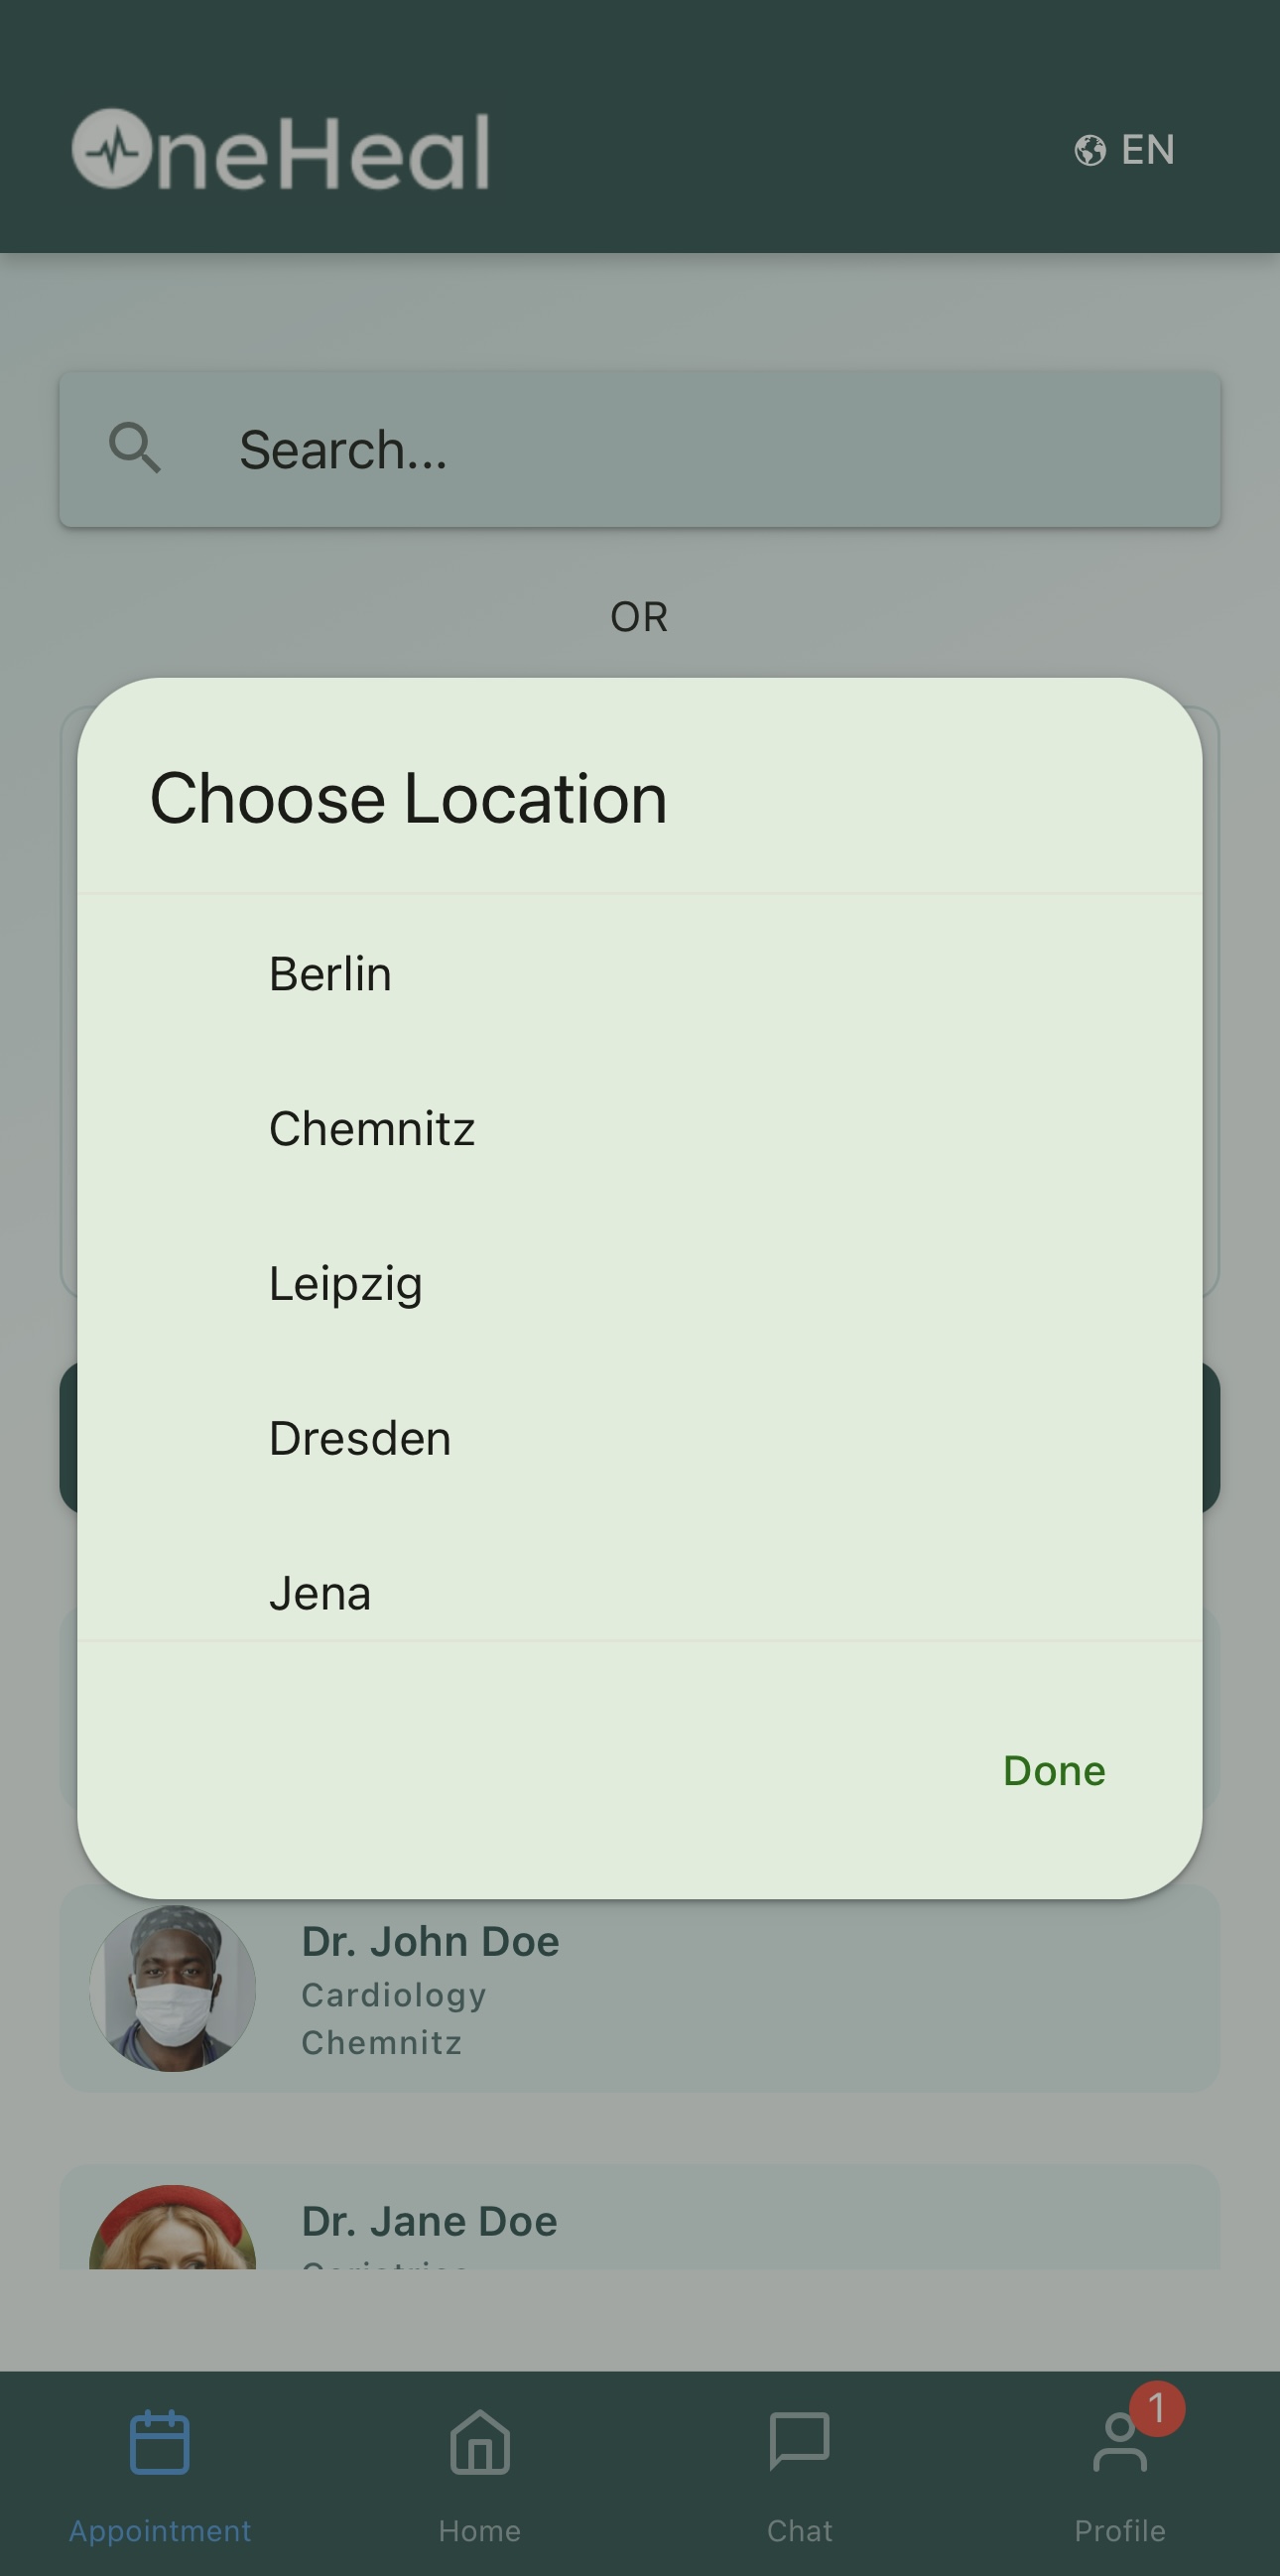 OneHeal
EN
Search...
OR
Choose Location
Berlin
Chemnitz
Leipzig
Dresden
Jena
Done
Dr. John Doe
Cardiology
Chemnitz
Dr. Jane Doe
1
Appointment
Home
Chat
Profile